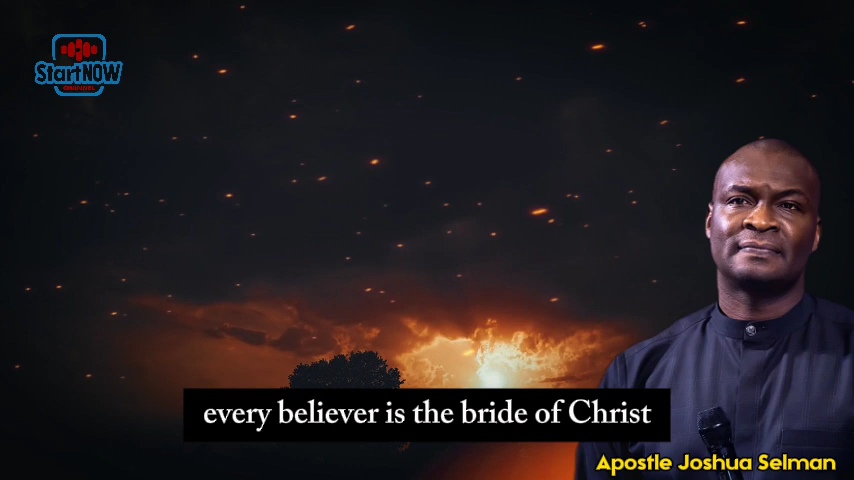 StartNOW
every believer is the bride of Christ
Apostle Joshua Selman